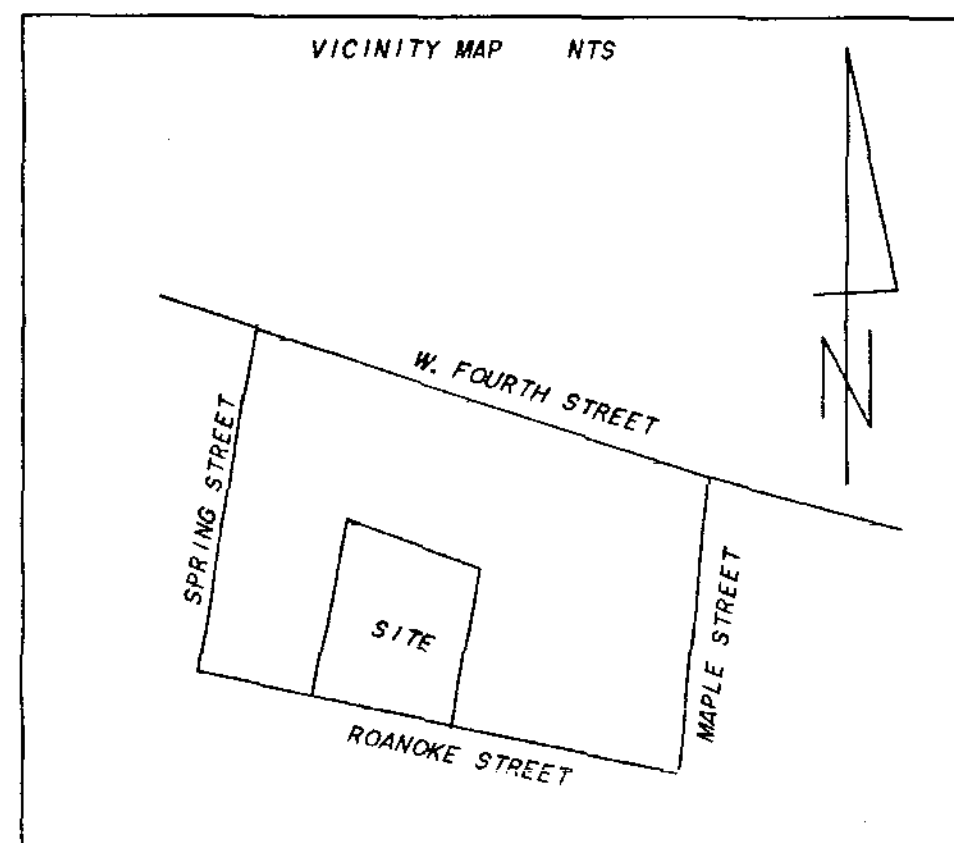 VICINITY MAP NTS
N
W. FOURTH STREET
SPRING STREET
SITE
MAPLE STREET
ROANOKE STREET